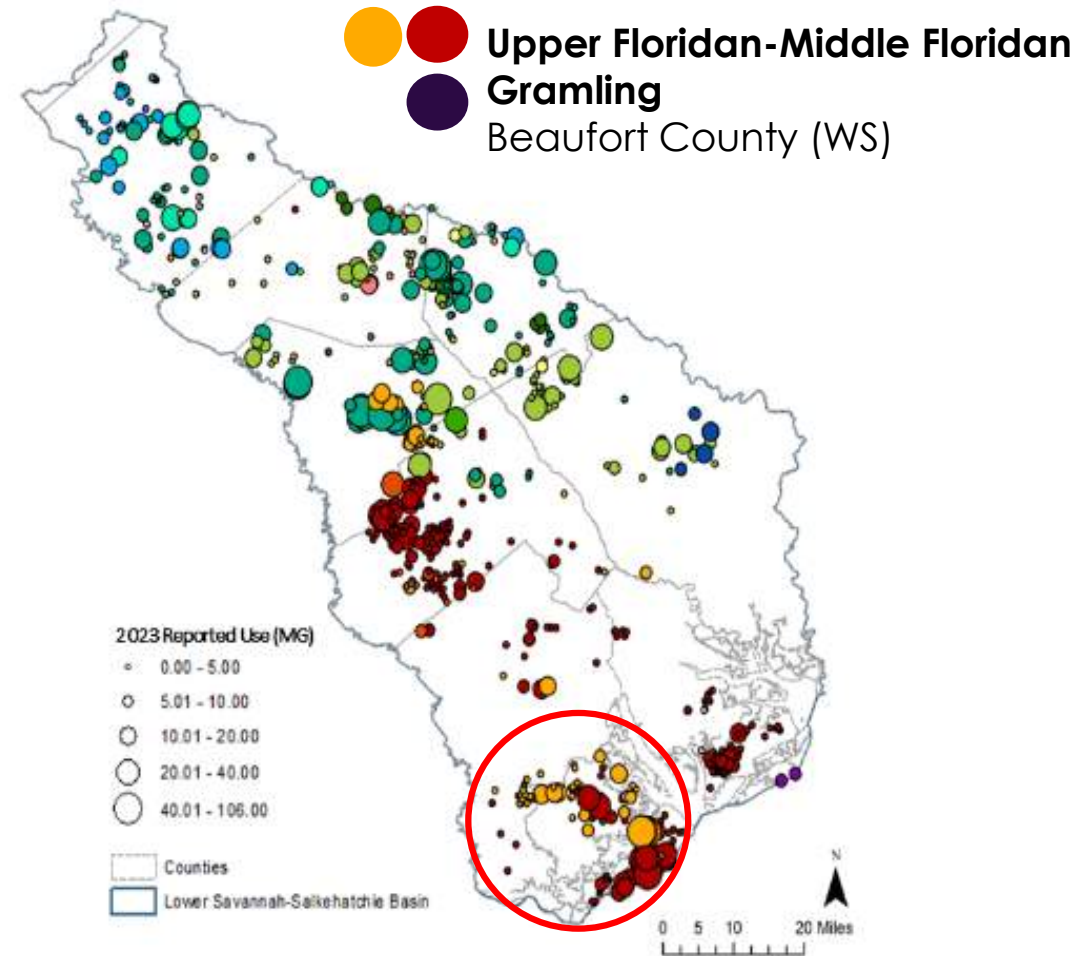 Upper Floridan-Middle Floridan
Gramling
Beaufort County (WS)
2023 Reported Use (MG)
0.00 - 5.00
5.01 - 10.00
10.01 - 20.00
20.01 - 40.00
40.01 - 106.00
Counties
Lower Savannah-Salkehatchie Basin
N
0 5 10 20 Miles